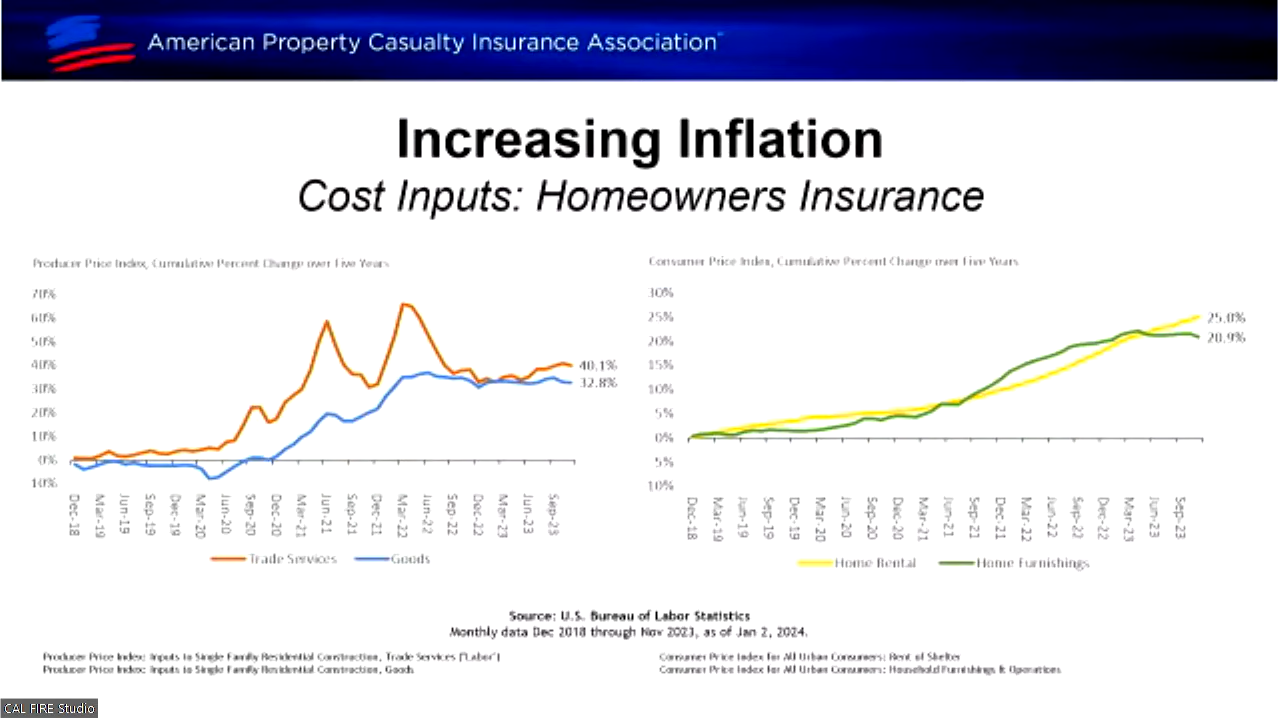 American Property Casualty Insurance Association
Increasing Inflation
Cost Inputs: Homeowners Insurance
Producer Price Index, Cumulative Percent Change over Five Years
70%
60%
50%
40%
30%
20%
10%
0%
10%
40.1%
32.8%
Dec-18
Mar-19
Jun-19
Sep-19
Dec-19
Mar-20
Jun-20
Sep-20
Dec-20
Mar-21
Jun-21
Sep-21
Dec-21
Mar-22
Jun-22
Sep-22
Dec-22
Mar-23
Jun-23
Sep-23
Trade Services
Goods
Consumer Price Index, Cumulative Percent Change over Five Years
30%
25%
20%
15%
10%
5%
0%
5%
10%
25.0%
20.9%
Dec-18
Mar-19
Jun-19
Sep-19
Dec-19
Mar-20
Jun-20
Sep-20
Dec-20
Mar-21
Jun-21
Sep-21
Dec-21
Mar-22
Jun-22
Sep-22
Dec-22
Mar-23
Jun-23
Sep-23
Home Rental
Home Furnishings
Source: U.S. Bureau of Labor Statistics
Monthly data Dec 2018 through Nov 2023, as of Jan 2, 2024.
Producer Price Index: Inputs to Single Family Residential Construction, Trade Services ("Labor")
Producer Price Index: Inputs to Single Family Residential Construction, Goods
Consumer Price Index for All Urban Consumers: Rent of Shelter
Consumer Price Index for All Urban Consumers: Household Furnishings & Operations
CAL FIRE Studio